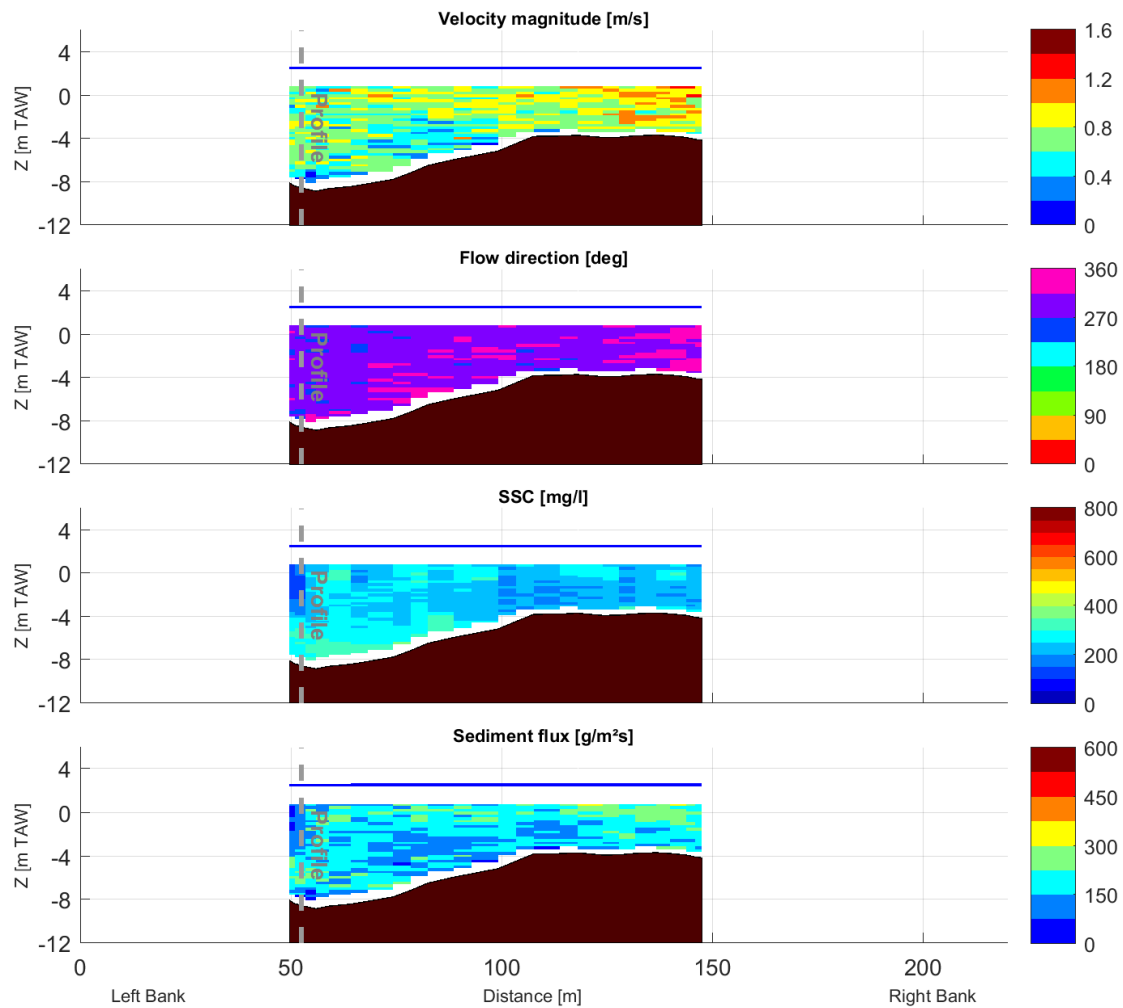 Velocity magnitude [m/s]
Z [m TAW]
4
0
-4
-8
-12
Profile
1.6
1.2
0.8
0.4
0
Flow direction [deg]
Z [m TAW]
4
0
-4
-8
-12
Profile
360
270
180
90
0
SSC [mg/l]
Z [m TAW]
4
0
-4
-8
-12
Profile
800
600
400
200
0
Sediment flux [g/m²s]
Z [m TAW]
4
0
-4
-8
-12
Profile
600
450
300
150
0
0 50 100 150 200
Left Bank Distance [m] Right Bank